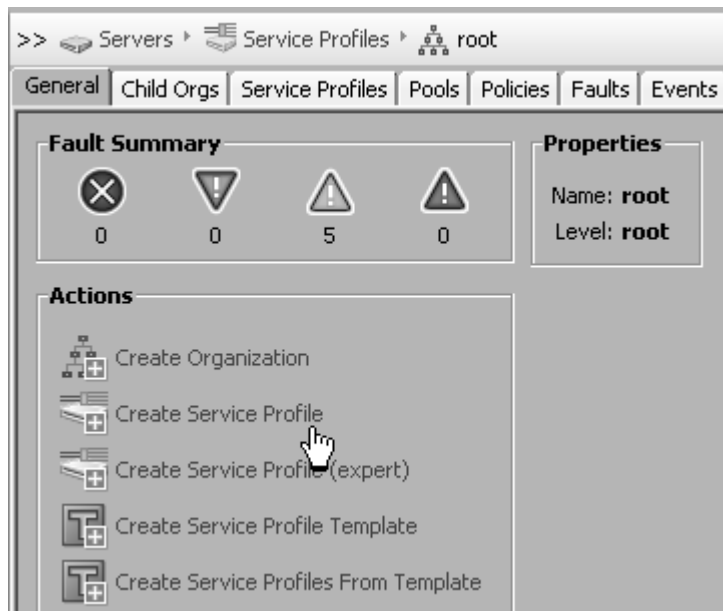 >> Servers Service Profiles root
General Child Orgs Service Profiles Pools Policies Faults Events
Fault Summary Properties
Name: root
0 0 5 0 Level: root
Actions
Create Organization
Create Service Profile
Create Service Profile (expert)
Create Service Profile Template
Create Service Profiles From Template